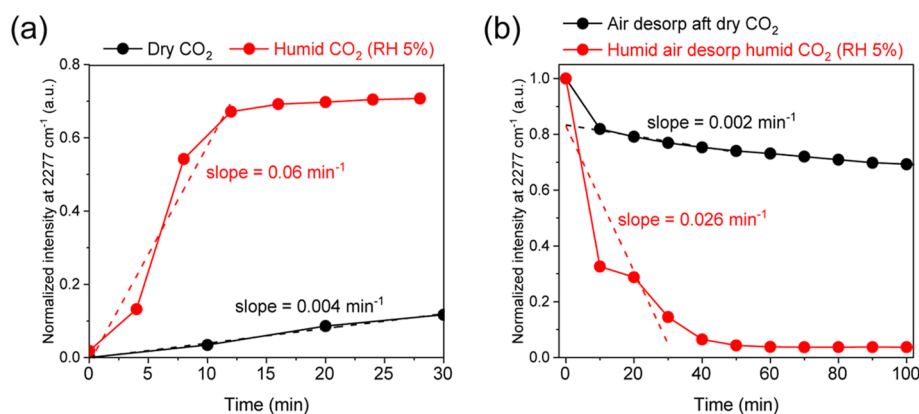 (a)
Dry CO₂ Humid CO₂ (RH 5%)
Normalized intensity at 2277 cm⁻¹ (a.u.)
0.8
0.6
0.4
0.2
0.0
slope = 0.06 min⁻¹
slope = 0.004 min⁻¹
0 5 10 15 20 25 30
Time (min)
(b)
Air desorp aft dry CO₂
Humid air desorp humid CO₂ (RH 5%)
Normalized intensity at 2277 cm⁻¹ (a.u.)
1.0
0.8
0.6
0.4
0.2
0.0
slope = 0.002 min⁻¹
slope = 0.026 min⁻¹
0 20 40 60 80 100
Time (min)